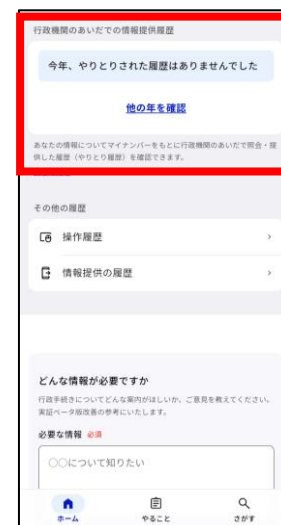 行政機関のあいだでの情報提供履歴
今年、やりとりされた履歴はありませんでした
他の年を確認
あなたの情報についてマイナンバーをもとに行政機関のあいだで照会・提
供した履歴（やりとり履歴）を確認できます。
その他の履歴
操作履歴
情報提供の履歴
どんな情報が必要ですか
行政手続きについてどんな案内がほしいか、ご意見を教えてください。
実証ベータ版改善の参考にいたします。
必要な情報 必須
○○について知りたい
ホーム やること さがす